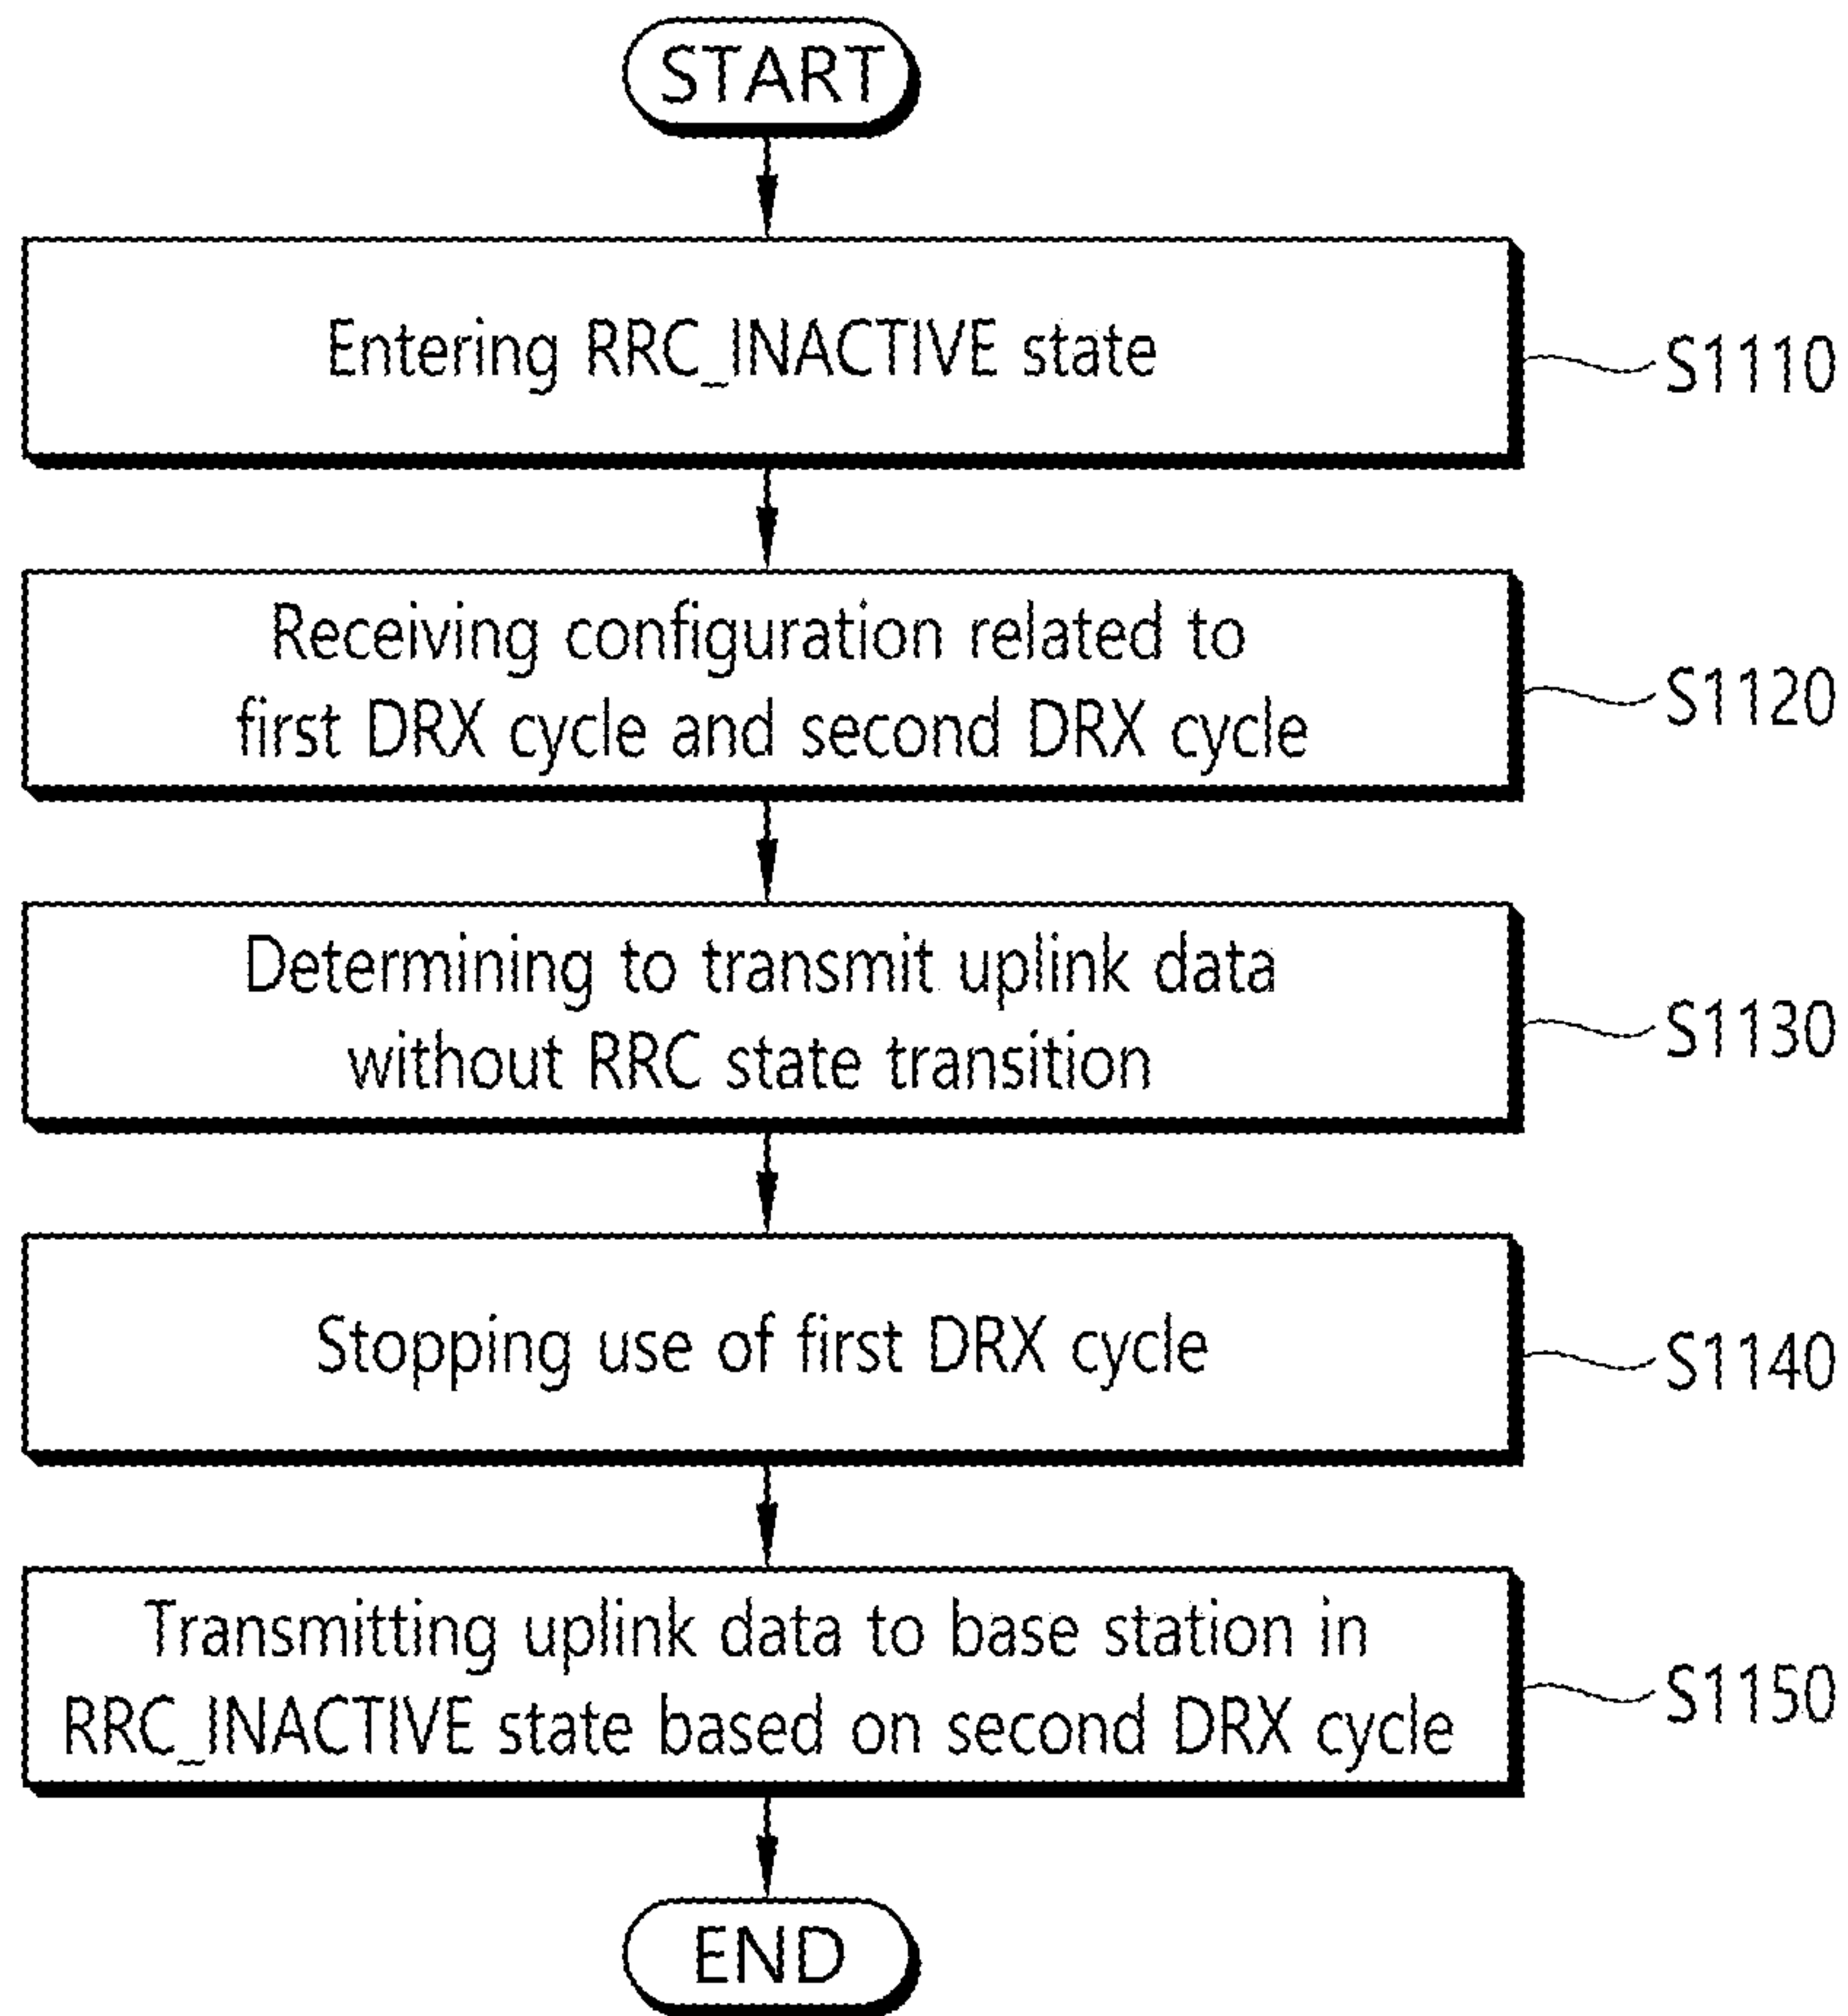 START
Entering RRC_INACTIVE state
S1110
Receiving configuration related to
first DRX cycle and second DRX cycle
S1120
Determining to transmit uplink data
without RRC state transition
S1130
Stopping use of first DRX cycle
S1140
Transmitting uplink data to base station in
RRC_INACTIVE state based on second DRX cycle
S1150
END